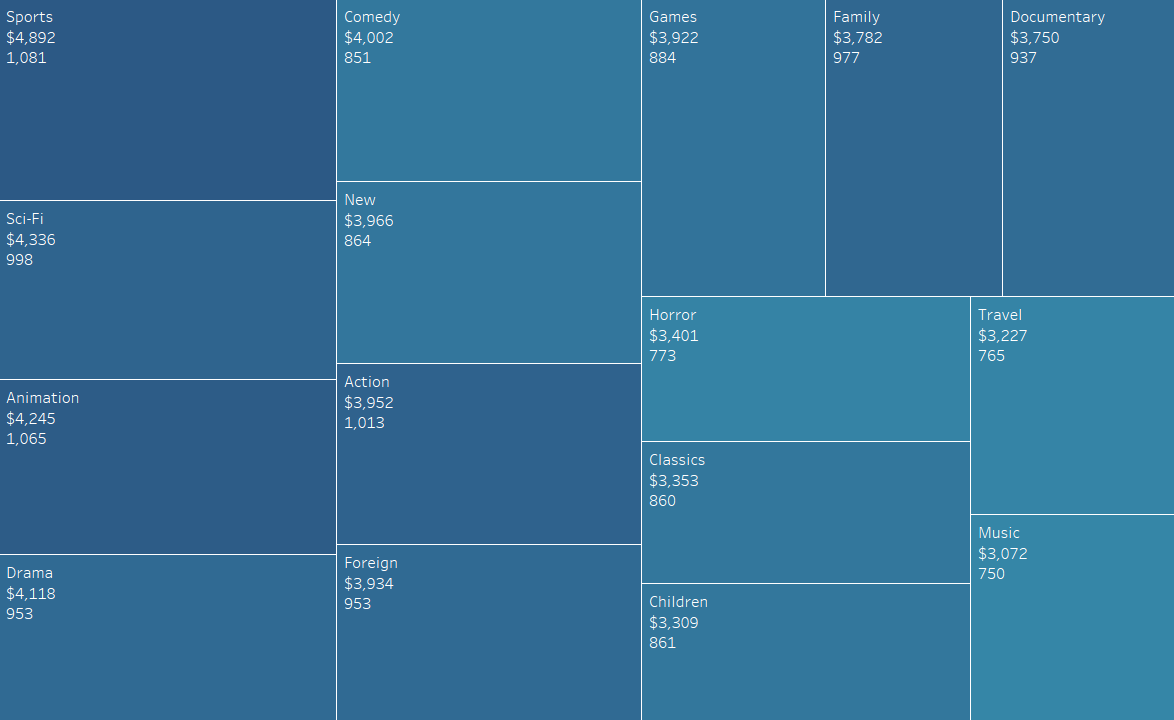 Sports
$4,892
1,081
Sci-Fi
$4,336
998
Animation
$4,245
1,065
Drama
$4,118
953
Comedy
$4,002
851
New
$3,966
864
Action
$3,952
1,013
Foreign
$3,934
953
Games
$3,922
884
Family
$3,782
977
Documentary
$3,750
937
Horror
$3,401
773
Classics
$3,353
860
Children
$3,309
861
Travel
$3,227
765
Music
$3,072
750